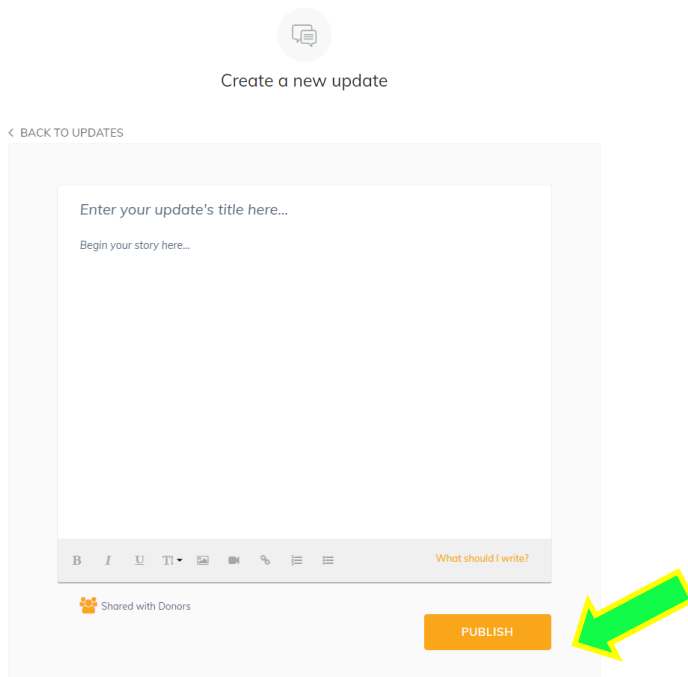 Create a new update
< BACK TO UPDATES
Enter your update's title here...
Begin your story here...
B I U T! What should I write?
Shared with Donors
PUBLISH